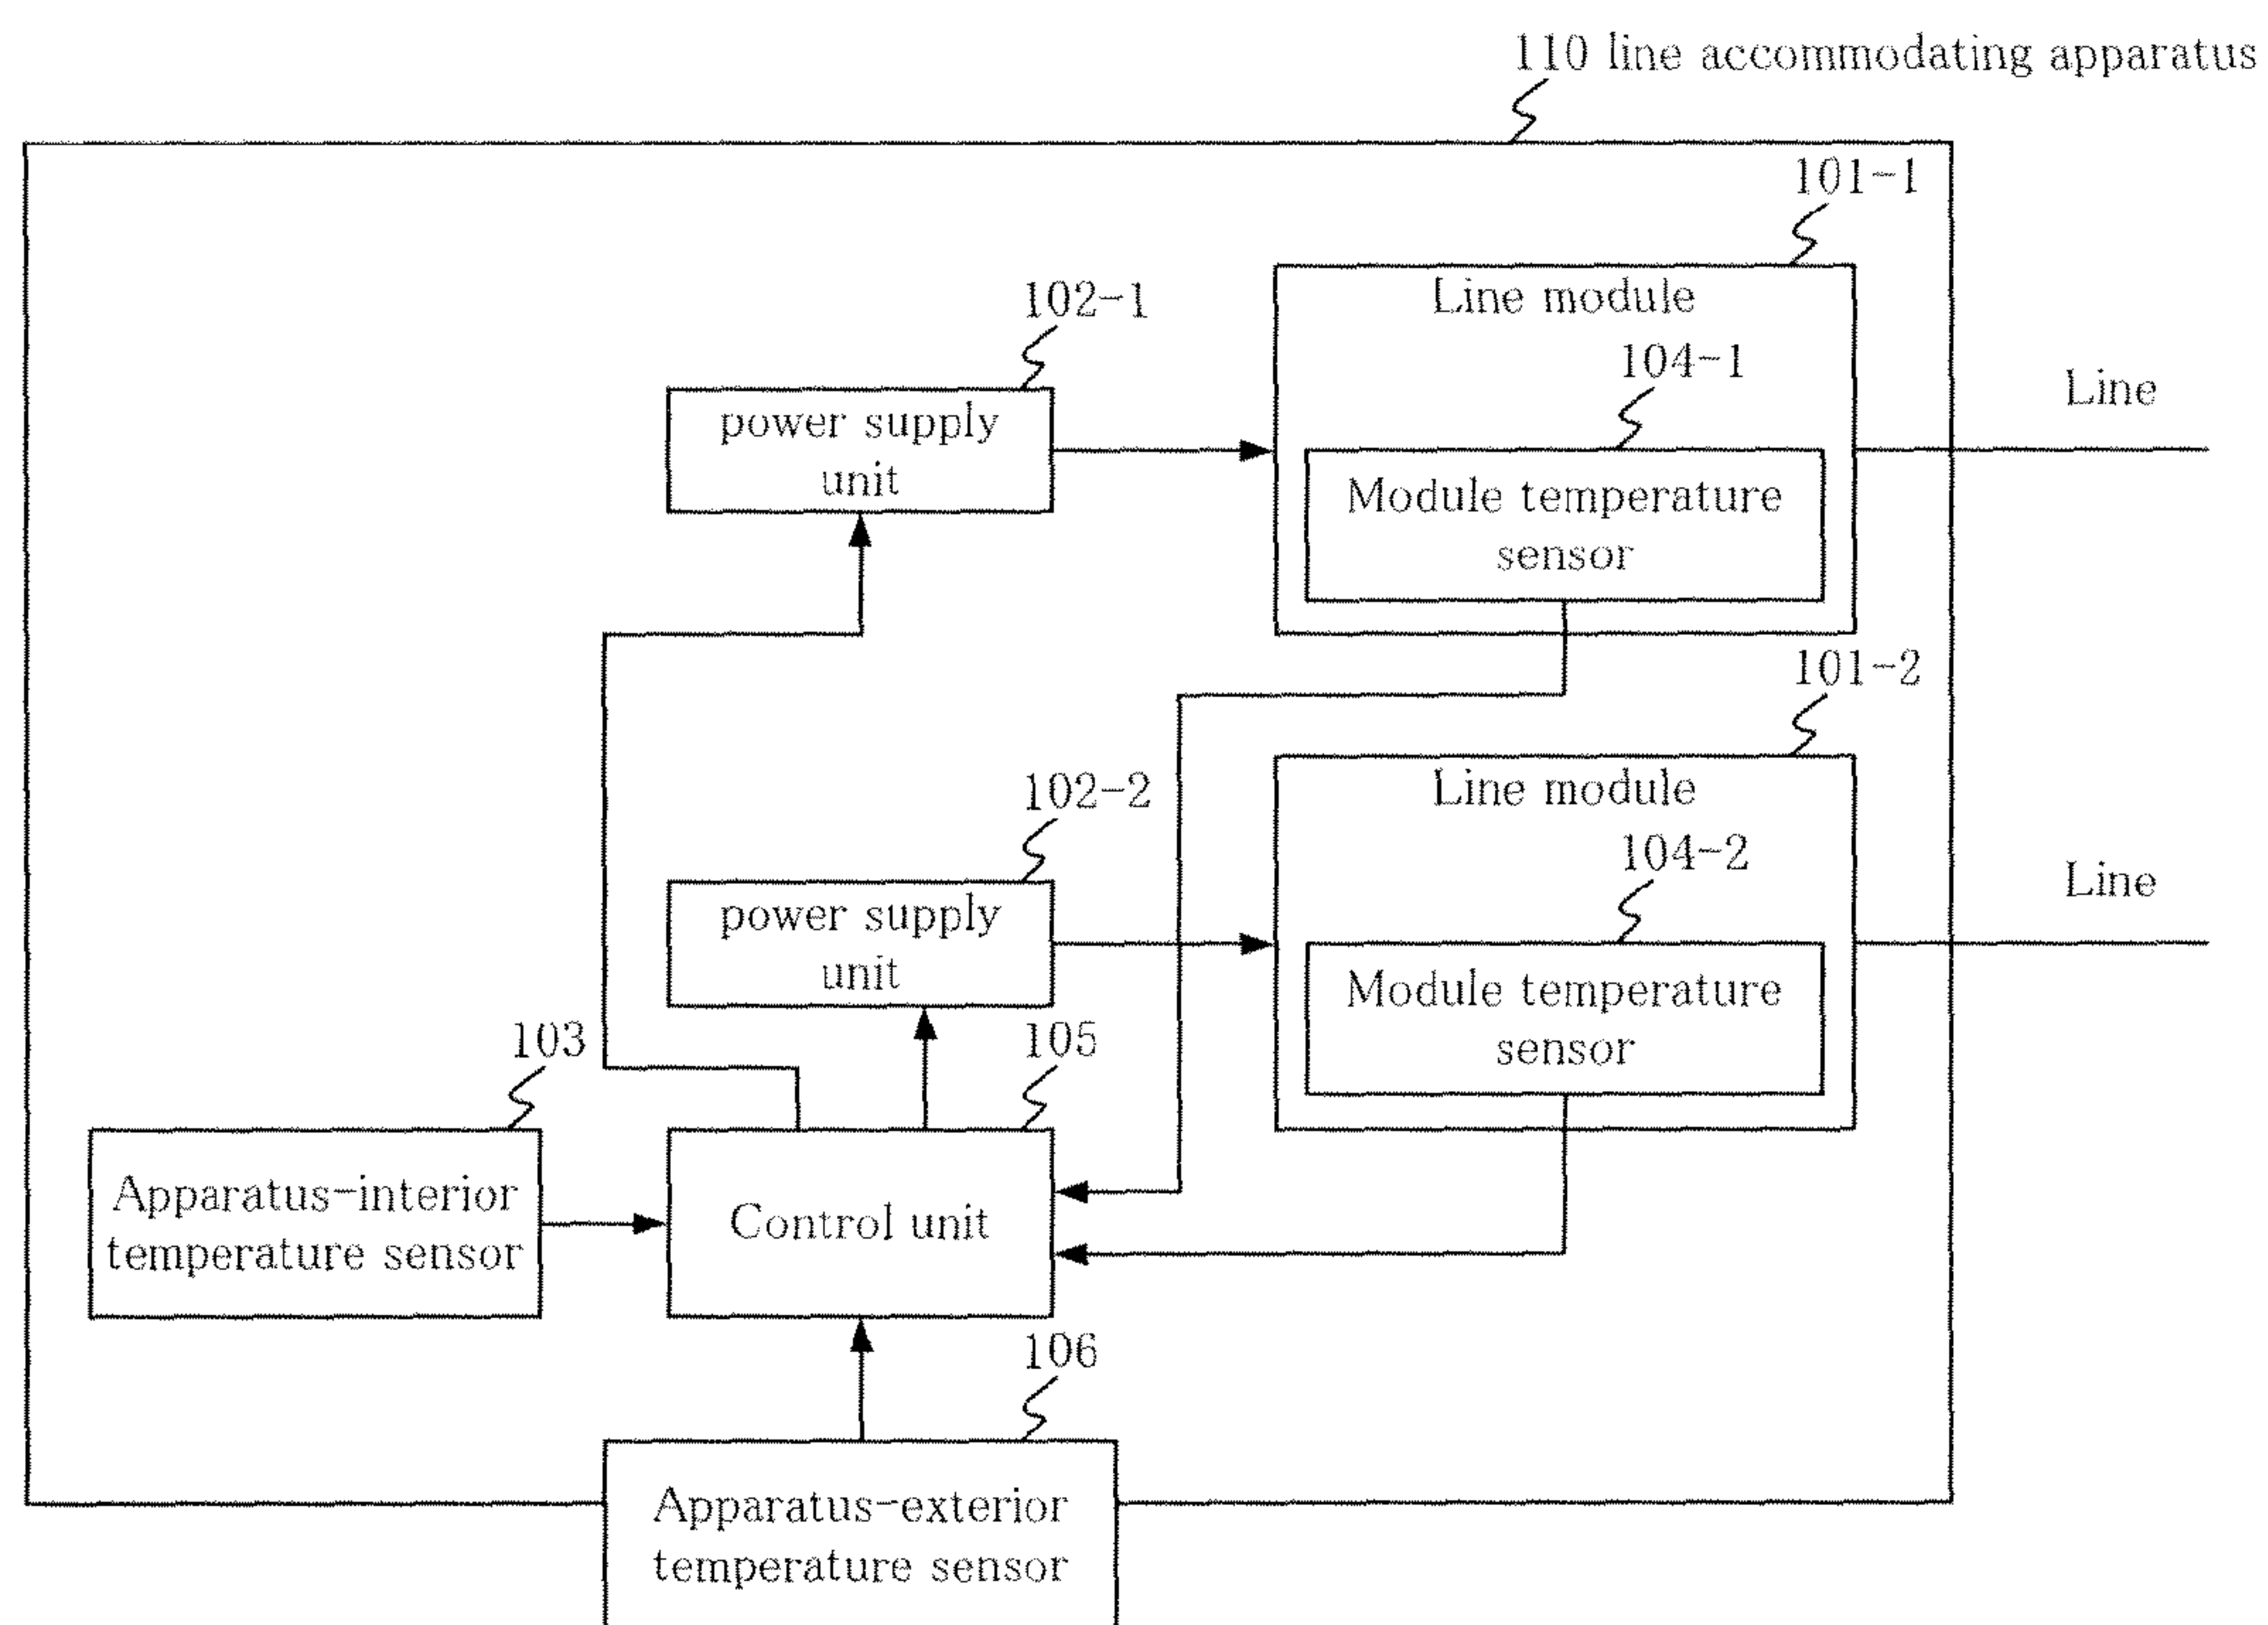 110 line accommodating apparatus
101-1
Line module
102-1
104-1
Line
power supply
unit
Module temperature
sensor
101-2
102-2
Line module
104-2
Line
power supply
unit
Module temperature
sensor
103
105
Apparatus-interior
temperature sensor
Control unit
106
Apparatus-exterior
temperature sensor